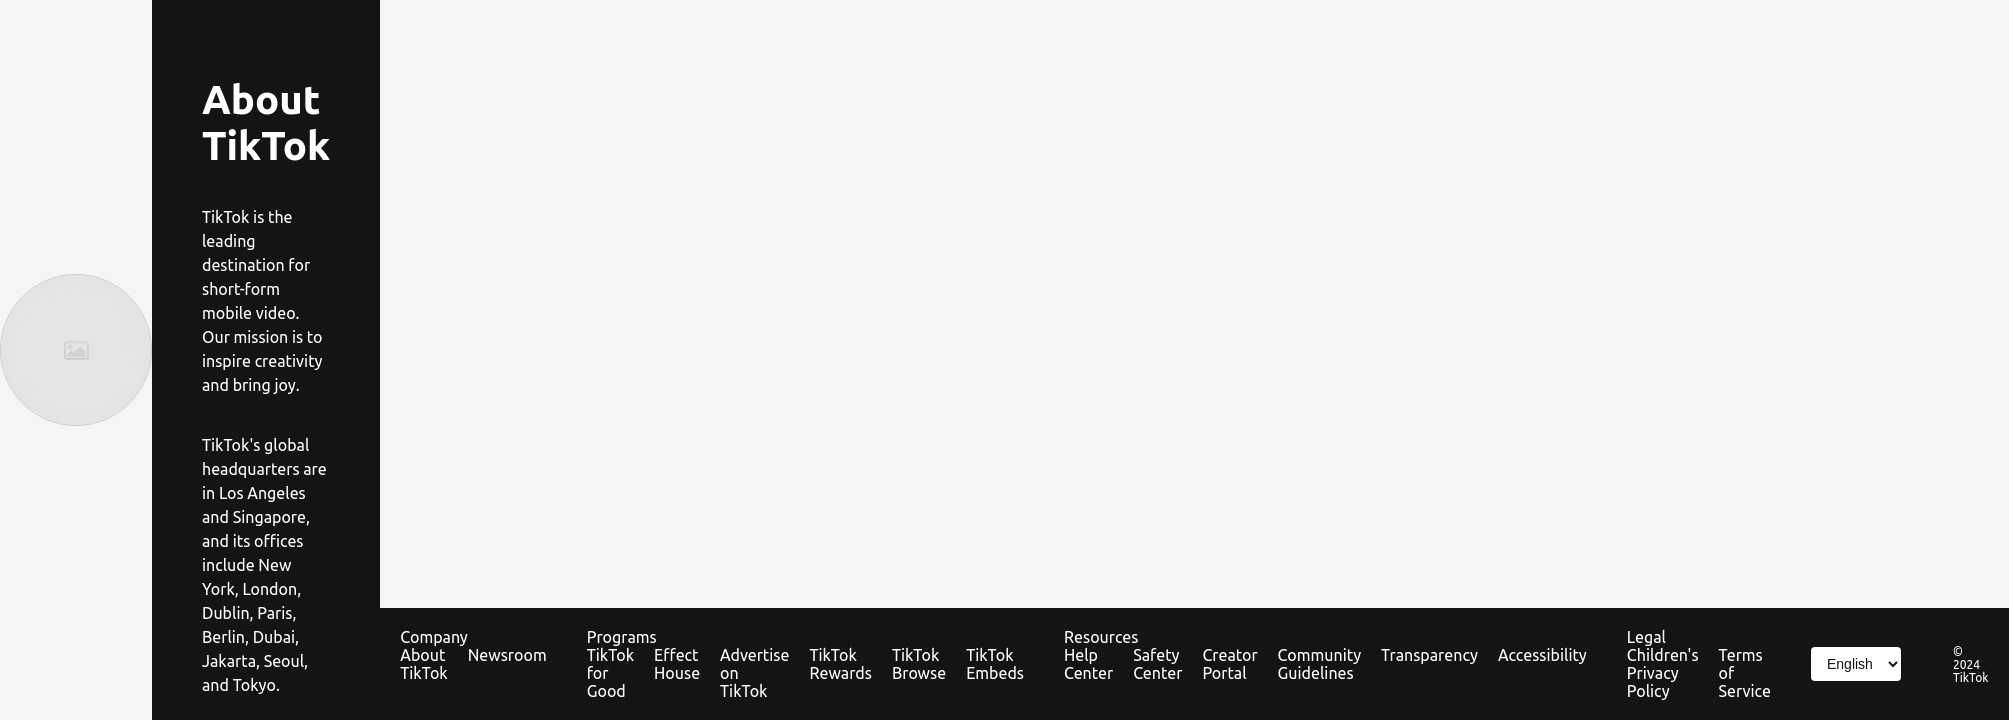 About
TikTok
TikTok is the
leading
destination for
short-form
mobile video.
Our mission is to
inspire creativity
and bring joy.
TikTok's global
headquarters are
in Los Angeles
and Singapore,
and its offices
include New
York, London,
Dublin, Paris,
Berlin, Dubai,
Jakarta, Seoul,
and Tokyo.
Company
About
TikTok
Newsroom
Programs
TikTok
for
Good
Effect
House
Advertise
on
TikTok
TikTok
Rewards
TikTok
Browse
TikTok
Embeds
Resources
Help
Center
Safety
Center
Creator
Portal
Community
Guidelines
Transparency
Accessibility
Legal
Children's
Privacy
Policy
Terms
of
Service
English
©
2024
TikTok